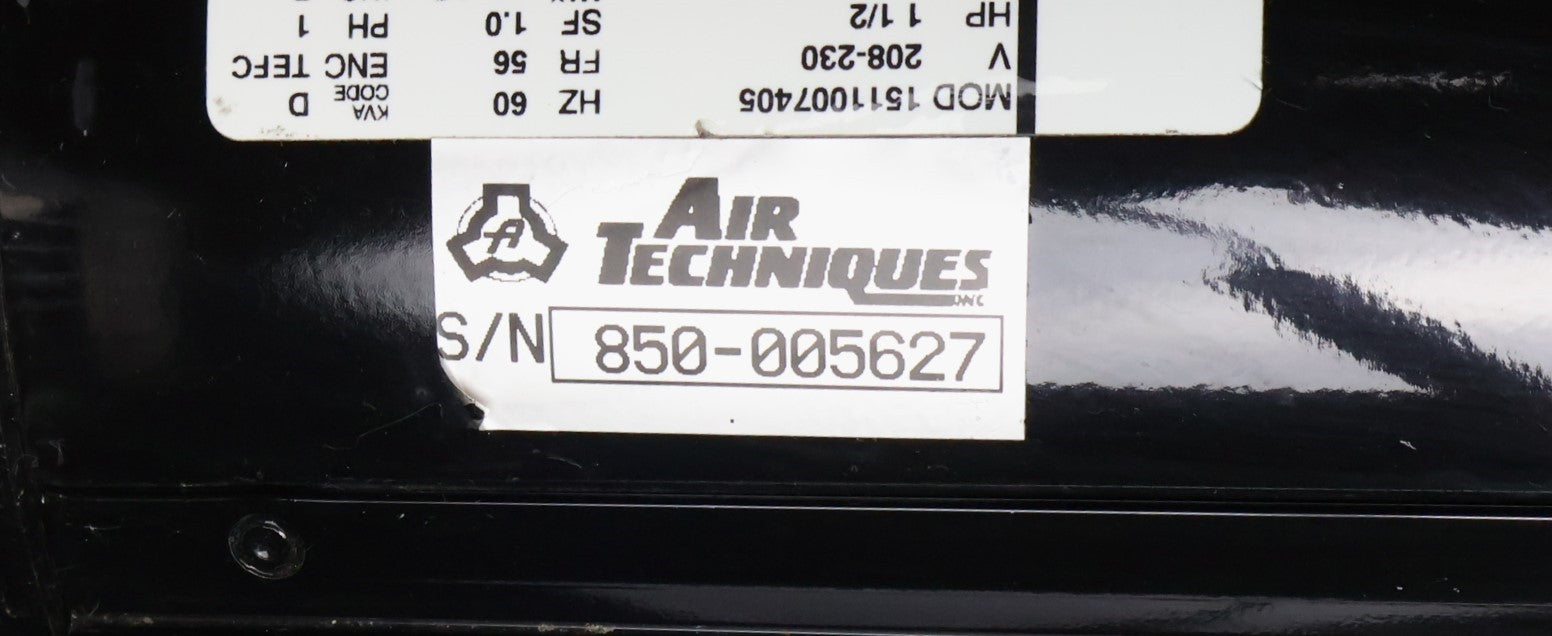 MOD 1511007405 HZ 60 KVA CODE D
V 208-230 FR 56 ENC TEFC
HP 1 1/2 SF 1.0 PH 1
A
AIR
TECHNIQUES
INC
S/N 850-005627